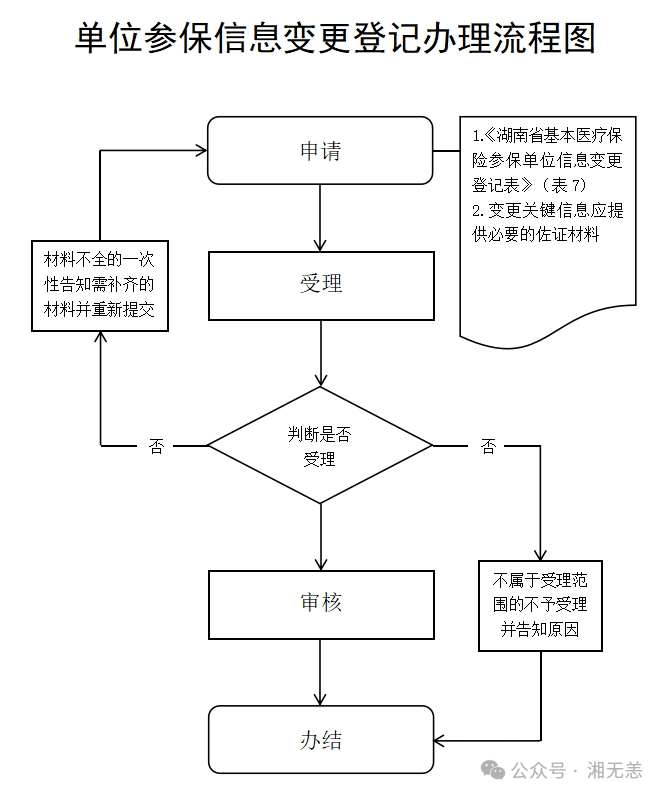 单位参保信息变更登记办理流程图
申请
1.《湖南省基本医疗保
险参保单位信息变更
登记表》（表 7）
2. 变更关键信息应提
供必要的佐证材料
材料不全的一次
性告知需补齐的
材料并重新提交
受理
判断是否
受理
否
否
审核
不属于受理范
围的不予受理
并告知原因
办结
公众号 · 湘无恙